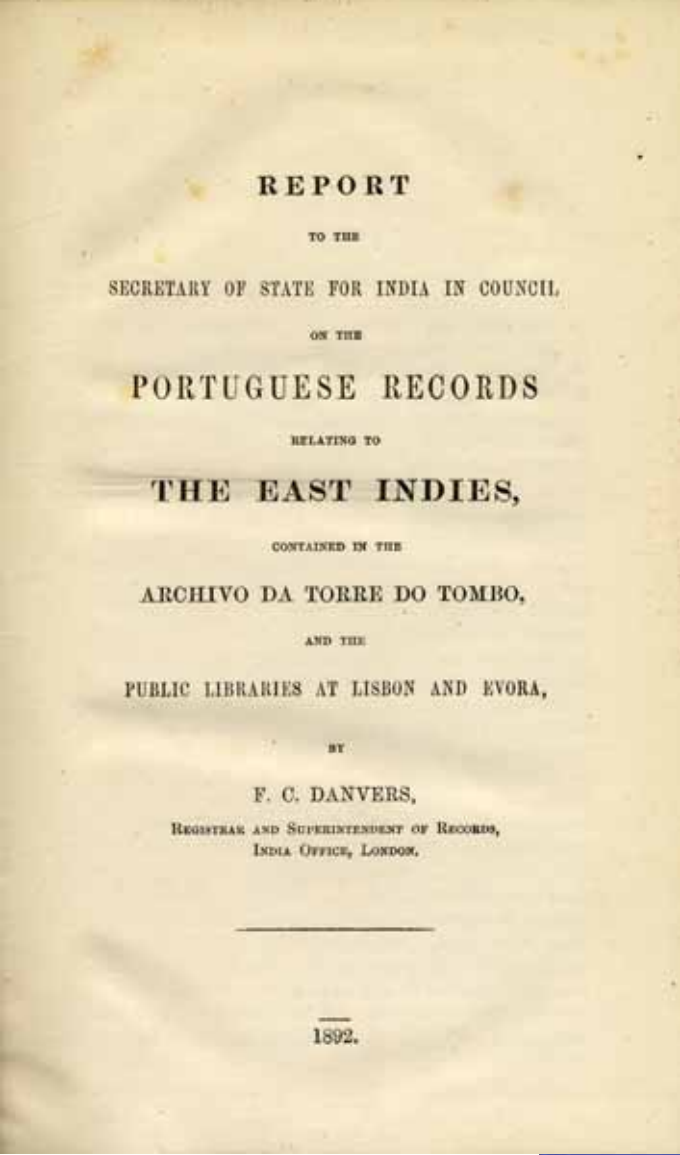 REPORT
TO THE
SECRETARY OF STATE FOR INDIA IN COUNCIL
ON THE
PORTUGUESE RECORDS
RELATING TO
THE EAST INDIES,
CONTAINED IN THE
ARCHIVO DA TORRE DO TOMBO,
AND THE
PUBLIC LIBRARIES AT LISBON AND EVORA,
BY
F. C. DANVERS,
REGISTRAR AND SUPERINTENDENT OF RECORDS,
INDIA OFFICE, LONDON.
1892.